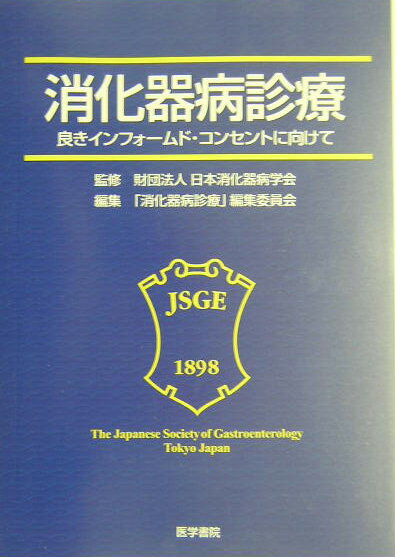 消化器病診療
良きインフォームド・コンセントに向けて
監修　財団法人 日本消化器病学会
編集　「消化器病診療」編集委員会
JSGE
1898
The Japanese Society of Gastroenterology
Tokyo Japan
医学書院